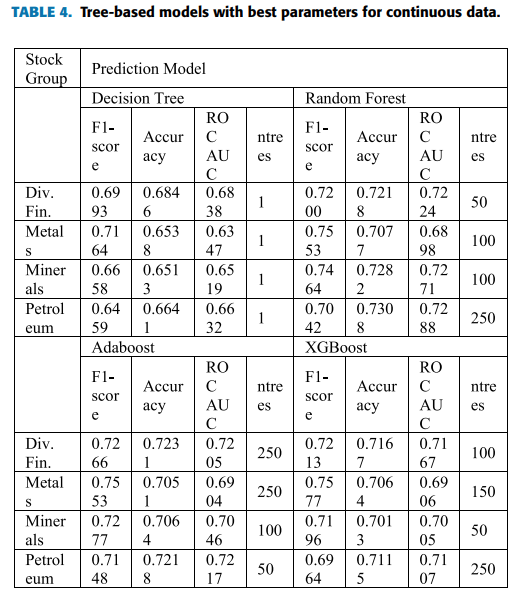 TABLE 4. Tree-based models with best parameters for continuous data.
Stock Group Prediction Model
Decision Tree Random Forest
F1-score Accuracy ROC AUC ntrees F1-score Accuracy ROC AUC ntrees
Div. Fin. 0.6993 0.6846 0.6838 1 0.7200 0.7218 0.7224 50
Metals 0.7164 0.6538 0.6347 1 0.7553 0.7077 0.6898 100
Minerals 0.6658 0.6513 0.6519 1 0.7464 0.7282 0.7271 100
Petroleum 0.6459 0.6641 0.6632 1 0.7042 0.7308 0.7288 250
Adaboost XGBoost
F1-score Accuracy ROC AUC ntrees F1-score Accuracy ROC AUC ntrees
Div. Fin. 0.7266 0.7231 0.7205 250 0.7213 0.7167 0.7167 100
Metals 0.7553 0.7051 0.6904 250 0.7577 0.7064 0.6906 150
Minerals 0.7277 0.7064 0.7046 100 0.7196 0.7013 0.7005 50
Petroleum 0.7148 0.7218 0.7217 50 0.6964 0.7115 0.7107 250